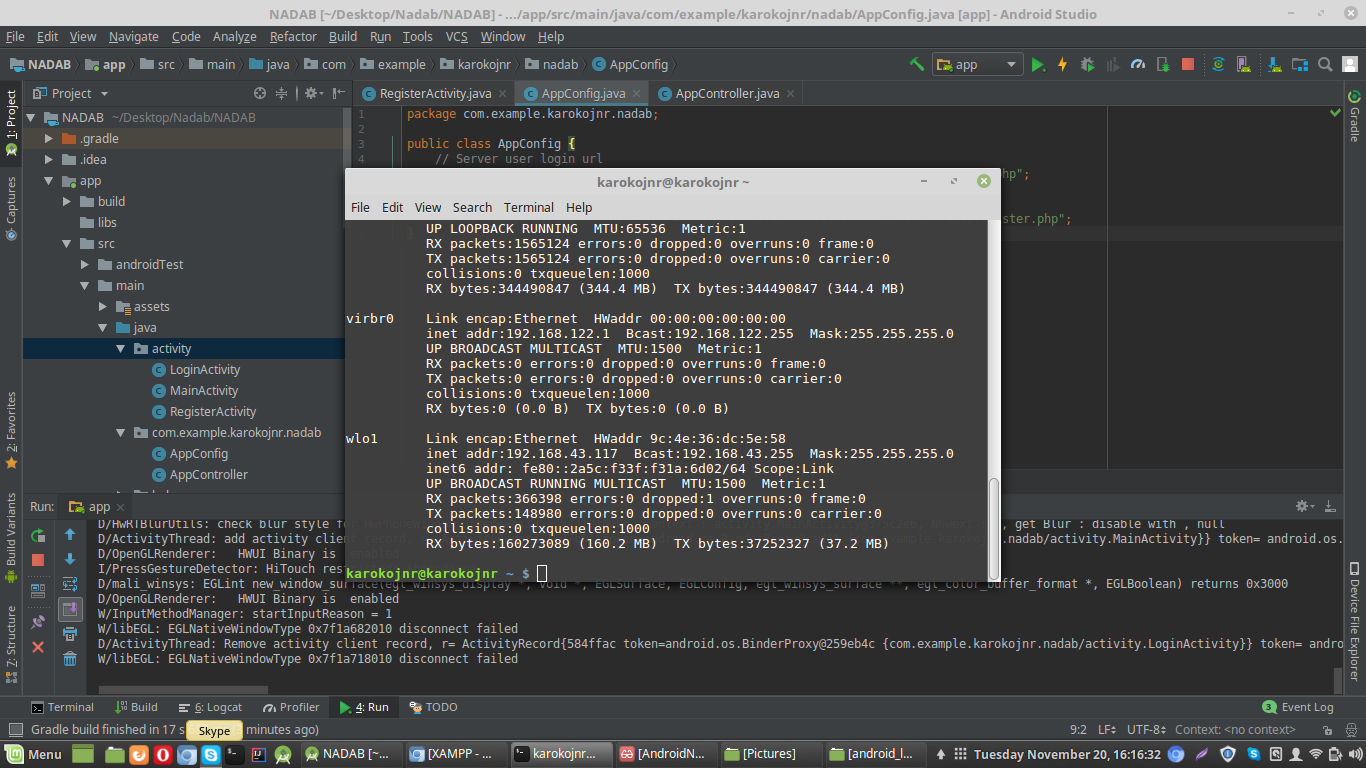 NADAB [~/Desktop/Nadab/NADAB] - .../app/src/main/java/com/example/karokojnr/nadab/AppConfig.java [app] - Android Studio
File Edit View Navigate Code Analyze Refactor Build Run Tools VCS Window Help
NADAB app src main java com example karokojnr nadab AppConfig app
1: Project
Captures
2: Favorites
Build Variants
7: Structure
Project
NADAB ~/Desktop/Nadab/NADAB
.gradle
.idea
app
build
libs
src
androidTest
main
assets
java
activity
LoginActivity
MainActivity
RegisterActivity
com.example.karokojnr.nadab
AppConfig
AppController
RegisterActivity.java AppConfig.java AppController.java
1 package com.example.karokojnr.nadab;
2
3 public class AppConfig {
4 // Server user login url
hp";
ster.php";
karokojnr@karokojnr ~
File Edit View Search Terminal Help
UP LOOPBACK RUNNING MTU:65536 Metric:1
RX packets:1565124 errors:0 dropped:0 overruns:0 frame:0
TX packets:1565124 errors:0 dropped:0 overruns:0 carrier:0
collisions:0 txqueuelen:1000
RX bytes:344490847 (344.4 MB) TX bytes:344490847 (344.4 MB)
virbr0 Link encap:Ethernet HWaddr 00:00:00:00:00:00
inet addr:192.168.122.1 Bcast:192.168.122.255 Mask:255.255.255.0
UP BROADCAST MULTICAST MTU:1500 Metric:1
RX packets:0 errors:0 dropped:0 overruns:0 frame:0
TX packets:0 errors:0 dropped:0 overruns:0 carrier:0
collisions:0 txqueuelen:1000
RX bytes:0 (0.0 B) TX bytes:0 (0.0 B)
wlo1 Link encap:Ethernet HWaddr 9c:4e:36:dc:5e:58
inet addr:192.168.43.117 Bcast:192.168.43.255 Mask:255.255.255.0
inet6 addr: fe80::2a5c:f33f:f31a:6d02/64 Scope:Link
UP BROADCAST RUNNING MULTICAST MTU:1500 Metric:1
RX packets:366398 errors:0 dropped:1 overruns:0 frame:0
TX packets:148980 errors:0 dropped:0 overruns:0 carrier:0
collisions:0 txqueuelen:1000
RX bytes:160273089 (160.2 MB) TX bytes:37252327 (37.2 MB)
karokojnr@karokojnr ~ $
Gradle
Device File Explorer
Run: app
D/HwRTBlurUtils: check blur style for get Blur : disable with , null
D/ActivityThread: add activity client record, .nadab/activity.MainActivity}} token= android.os.
D/OpenGLRenderer: HWUI Binary is enabled
I/PressGestureDetector: HiTouch res
D/mali_winsys: EGLint new_window_surface(egl_winsys_display *, void *, EGLSurface, EGLConfig, egl_winsys_surface **, egl_color_buffer_format *, EGLBoolean) returns 0x3000
D/OpenGLRenderer: HWUI Binary is enabled
W/InputMethodManager: startInputReason = 1
W/libEGL: EGLNativeWindowType 0x7f1a682010 disconnect failed
D/ActivityThread: Remove activity client record, r= ActivityRecord{584ffac token=android.os.BinderProxy@259eb4c {com.example.karokojnr.nadab/activity.LoginActivity}} token= andro
W/libEGL: EGLNativeWindowType 0x7f1a718010 disconnect failed
Terminal Build 6: Logcat Profiler 4: Run TODO 3 Event Log
Gradle build finished in 17 s minutes ago) 9:2 LF UTF-8 Context: <no context>
Skype
Menu NADAB [~... [XAMPP - ... karokojnr... [AndroidN... [Pictures] [android_l... Tuesday November 20, 16:16:32